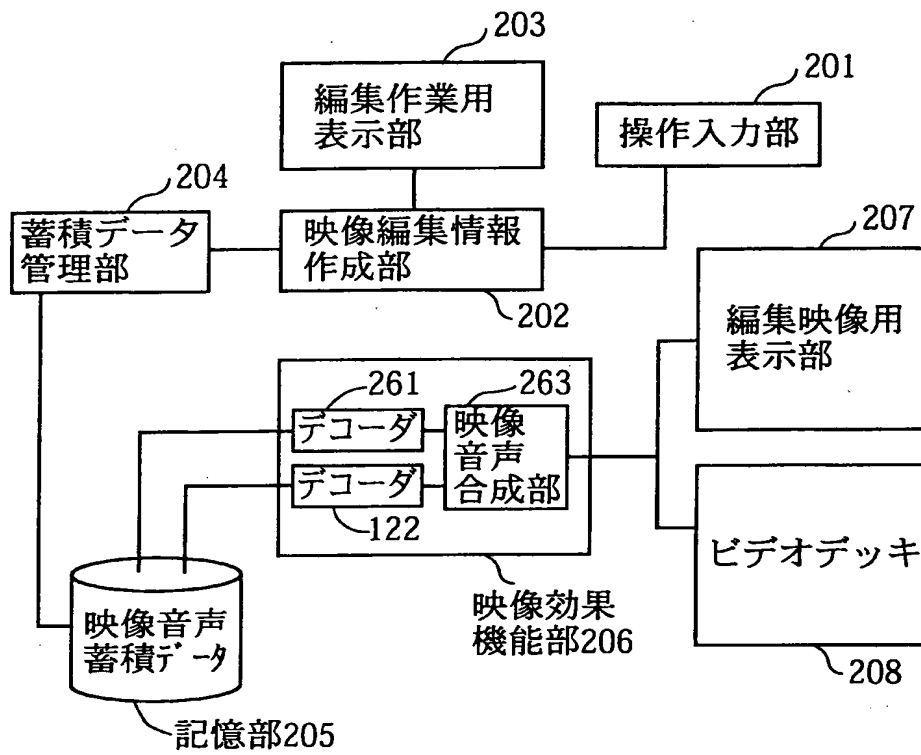 203
編集作業用
表示部
201
操作入力部
204
蓄積データ
管理部
映像編集情報
作成部
202
207
編集映像用
表示部
261
デコーダ
263
映像
音声
合成部
デコーダ
122
ビデオデッキ
208
映像効果
機能部206
映像音声
蓄積データ
記憶部205